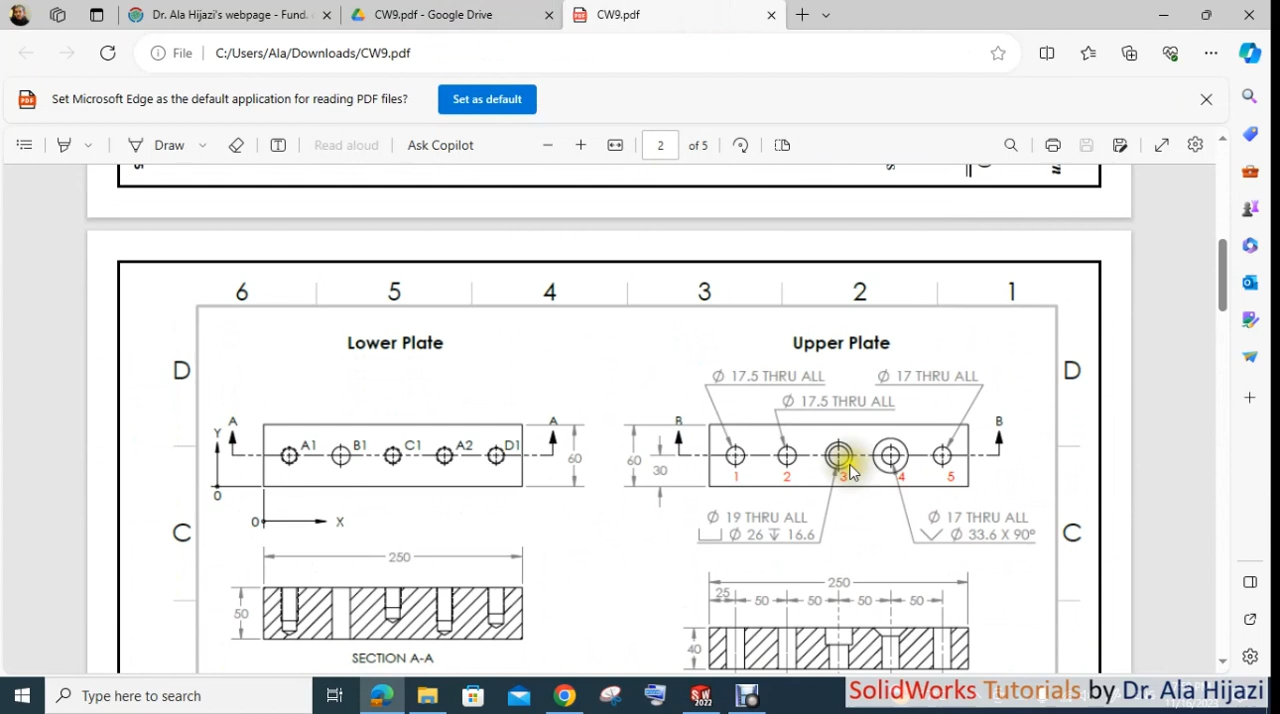 Dr. Ala Hijazi's webpage - Fund.
CW9.pdf - Google Drive
CW9.pdf
File
C:/Users/Ala/Downloads/CW9.pdf
Set Microsoft Edge as the default application for reading PDF files?
Set as default
Draw
Read aloud
Ask Copilot
2
of 5
6 5 4 3 2 1
Lower Plate
Upper Plate
D
D
Ø 17.5 THRU ALL
Ø 17 THRU ALL
Ø 17.5 THRU ALL
A
A
B
B
Y
A1 B1 C1 A2 D1
60
60
30
1 2 3 4 5
0
0
X
C
C
Ø 19 THRU ALL
⌴ Ø 26 ↧ 16.6
Ø 17 THRU ALL
⌵ Ø 33.6 X 90°
250
250
25 50 50 50 50
50
40
SECTION A-A
Type here to search
SW
2022
SolidWorks Tutorials by Dr. Ala Hijazi